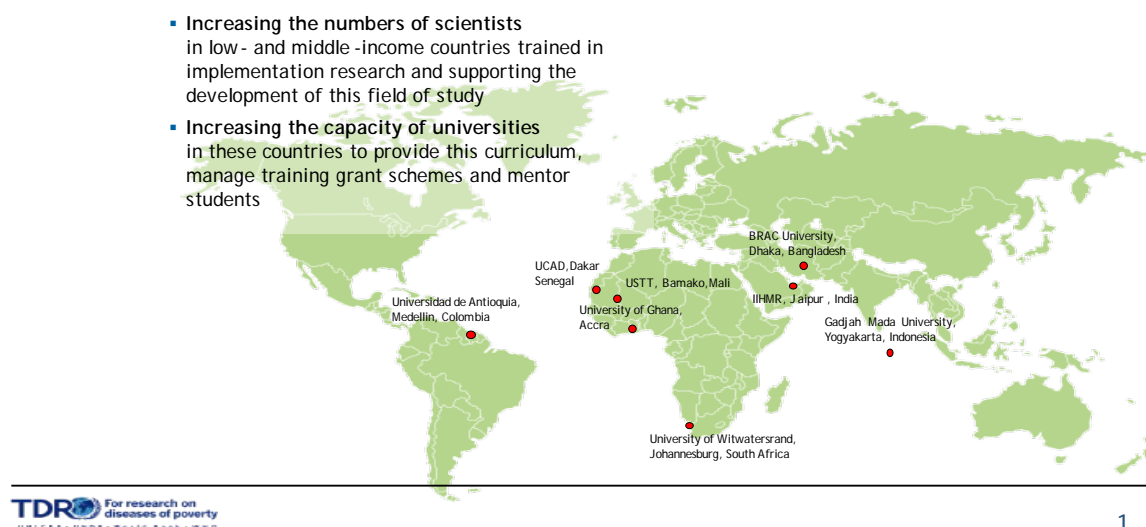 ▪ Increasing the numbers of scientists
in low- and middle-income countries trained in
implementation research and supporting the
development of this field of study
▪ Increasing the capacity of universities
in these countries to provide this curriculum,
manage training grant schemes and mentor
students
BRAC University,
Dhaka, Bangladesh
UCAD, Dakar
Senegal
USTT, Bamako, Mali
IIHMR, Jaipur, India
Universidad de Antioquia,
Medellin, Colombia
University of Ghana,
Accra
Gadjah Mada University,
Yogyakarta, Indonesia
University of Witwatersrand,
Johannesburg, South Africa
TDR For research on
diseases of poverty
1